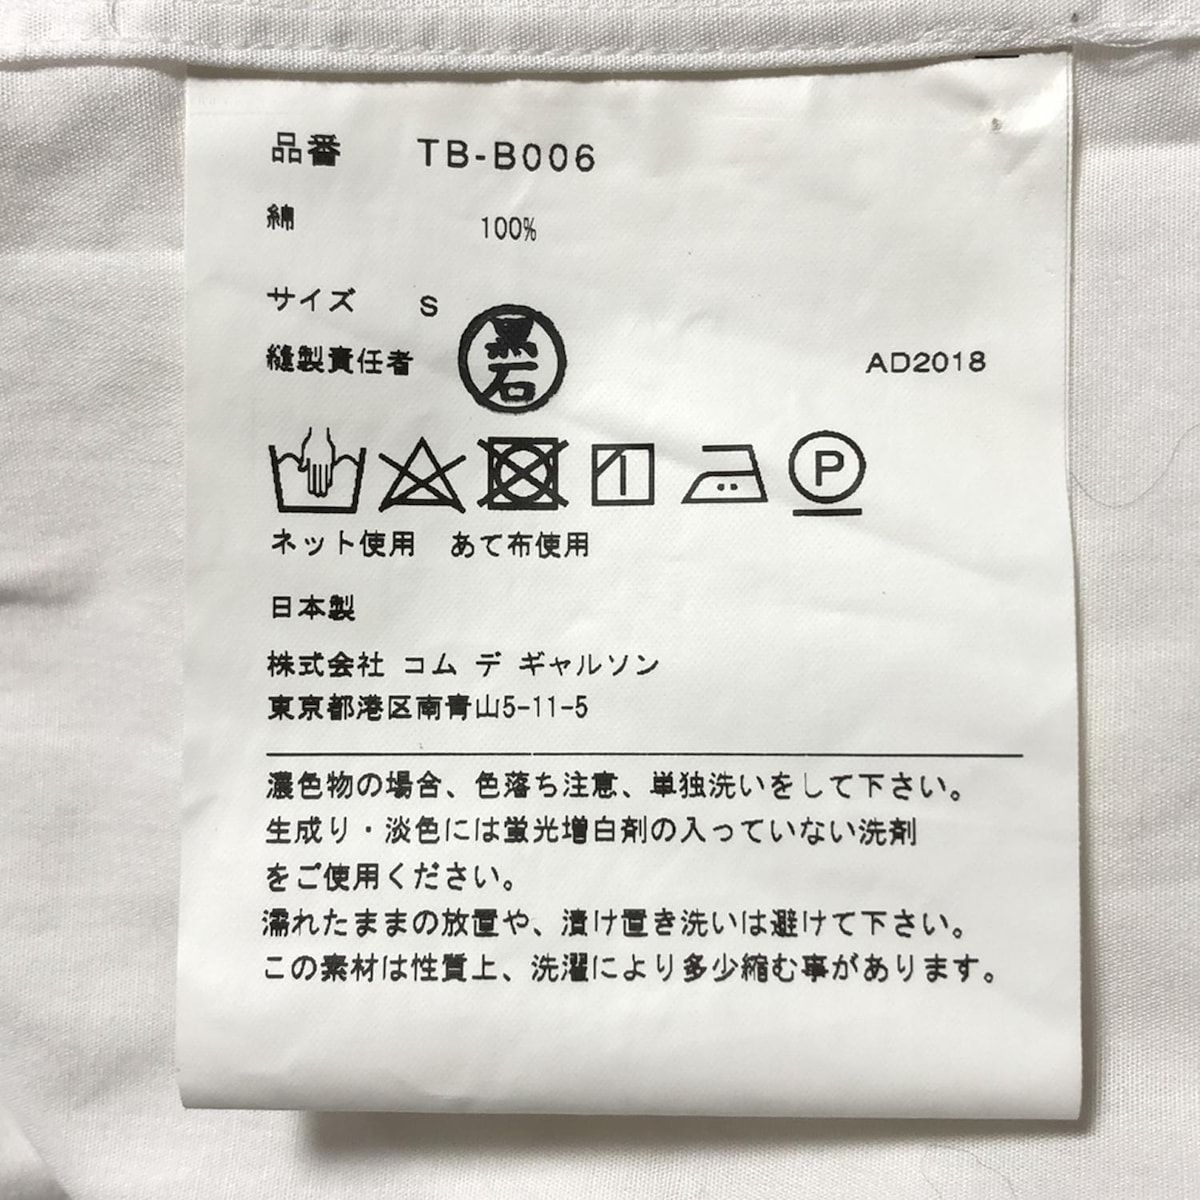 品番 TB-B006
綿 100%
サイズ S
縫製責任者 黒石 AD2018
P
ネット使用 あて布使用
日本製
株式会社 コム デ ギャルソン
東京都港区南青山5-11-5
濃色物の場合、色落ち注意、単独洗いをして下さい。
生成り・淡色には蛍光増白剤の入っていない洗剤
をご使用ください。
濡れたままの放置や、漬け置き洗いは避けて下さい。
この素材は性質上、洗濯により多少縮む事があります。